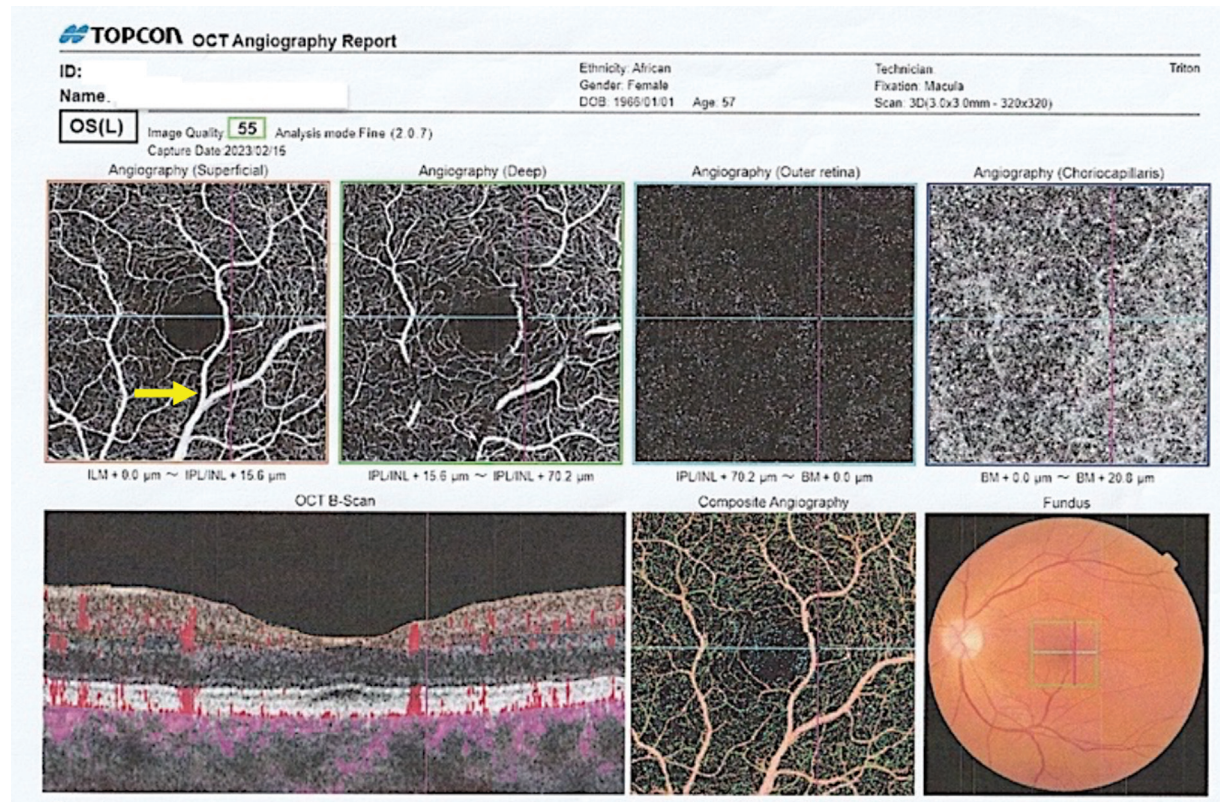 TOPCON OCT Angiography Report
ID:
Name.
Ethnicity: African
Gender: Female
DOB: 1966/01/01 Age: 57
Technician:
Fixation: Macula
Scan: 3D(3.0x3.0mm - 320x320)
Triton
OS(L) Image Quality 55 Analysis mode Fine (2.0.7)
Capture Date:2023/02/15
Angiography (Superficial) Angiography (Deep) Angiography (Outer retina) Angiography (Choriocapillaris)
ILM + 0.0 μm ～ IPL/INL + 15.6 μm IPL/INL + 15.6 μm ～ IPL/INL + 70.2 μm IPL/INL + 70.2 μm ～ BM + 0.0 μm BM + 0.0 μm ～ BM + 20.8 μm
OCT B-Scan Composite Angiography Fundus